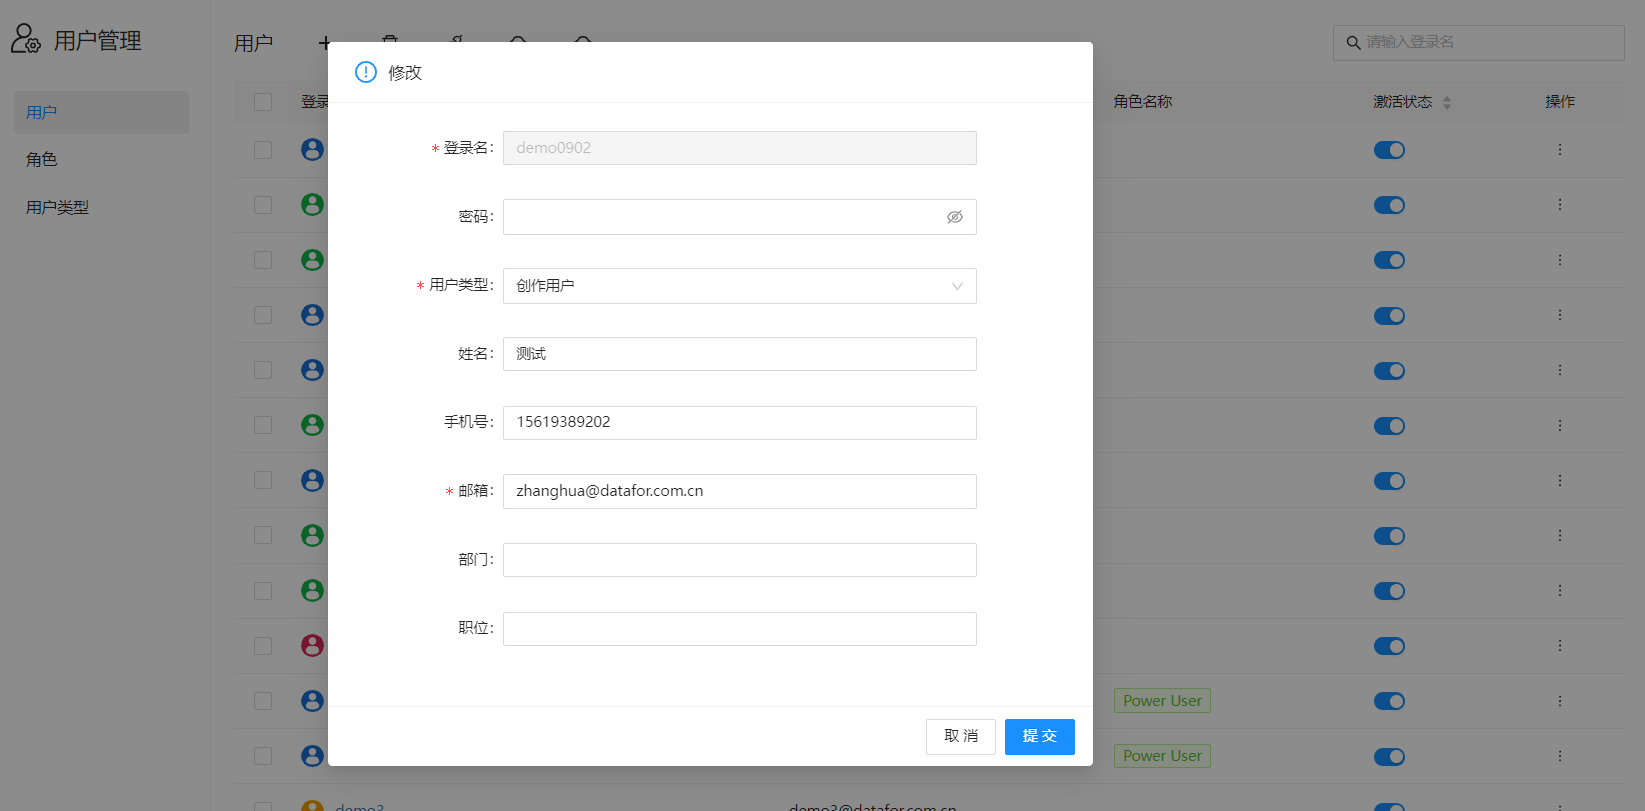 用户管理
用户
角色
用户类型
用户
请输入登录名
登录
角色名称
激活状态
操作
修改
* 登录名:
demo0902
密码:
* 用户类型:
创作用户
姓名:
测试
手机号:
15619389202
* 邮箱:
zhanghua@datafor.com.cn
部门:
职位:
取 消
提 交
Power User
Power User
demo3
demo3@datafor.com.cn